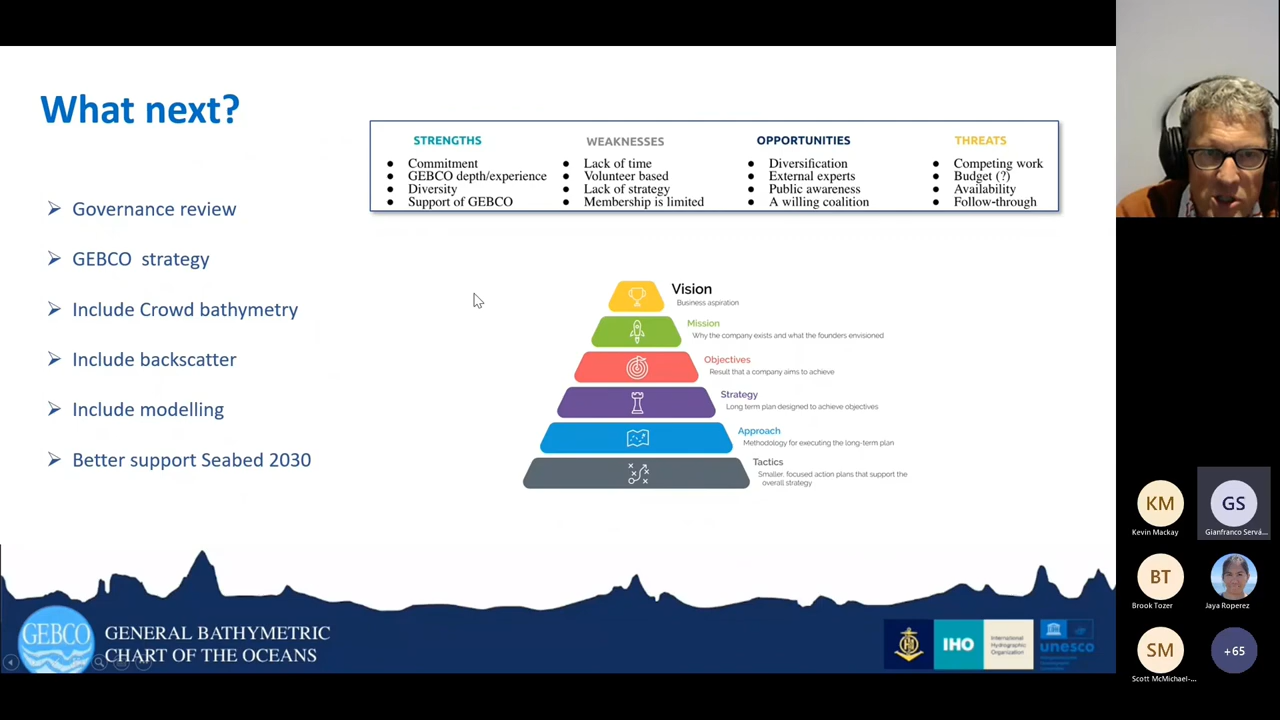 What next?
Governance review
GEBCO strategy
Include Crowd bathymetry
Include backscatter
Include modelling
Better support Seabed 2030
STRENGTHS
Commitment
GEBCO depth/experience
Diversity
Support of GEBCO
WEAKNESSES
Lack of time
Volunteer based
Lack of strategy
Membership is limited
OPPORTUNITIES
Diversification
External experts
Public awareness
A willing coalition
THREATS
Competing work
Budget (?)
Availability
Follow-through
Vision
Business aspiration
Mission
Why the company exists and what the founders envisioned
Objectives
Result that a company aims to achieve
Strategy
Long term plan designed to achieve objectives
Approach
Methodology for executing the long-term plan
Tactics
Smaller, focused action plans that support the
overall strategy
GEBCO
GENERAL BATHYMETRIC
CHART OF THE OCEANS
IHO
International
Hydrographic
Organization
unesco
KM
Kevin Mackay
GS
Gianfranco Servá...
BT
Brook Tozer
Jaya Roperez
SM
Scott McMichael-...
+65